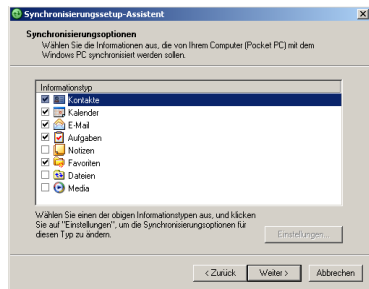 Synchronisierungssetup-Assistent
Synchronisierungsoptionen
Wählen Sie die Informationen aus, die von Ihrem Computer (Pocket PC) mit dem
Windows PC synchronisiert werden sollen.
Informationstyp
Kontakte
Kalender
E-Mail
Aufgaben
Notizen
Favoriten
Dateien
Media
Wählen Sie einen der obigen Informationstypen aus, und klicken
Sie auf "Einstellungen", um die Synchronisierungsoptionen für
diesen Typ zu ändern.
Einstellungen...
< Zurück
Weiter >
Abbrechen